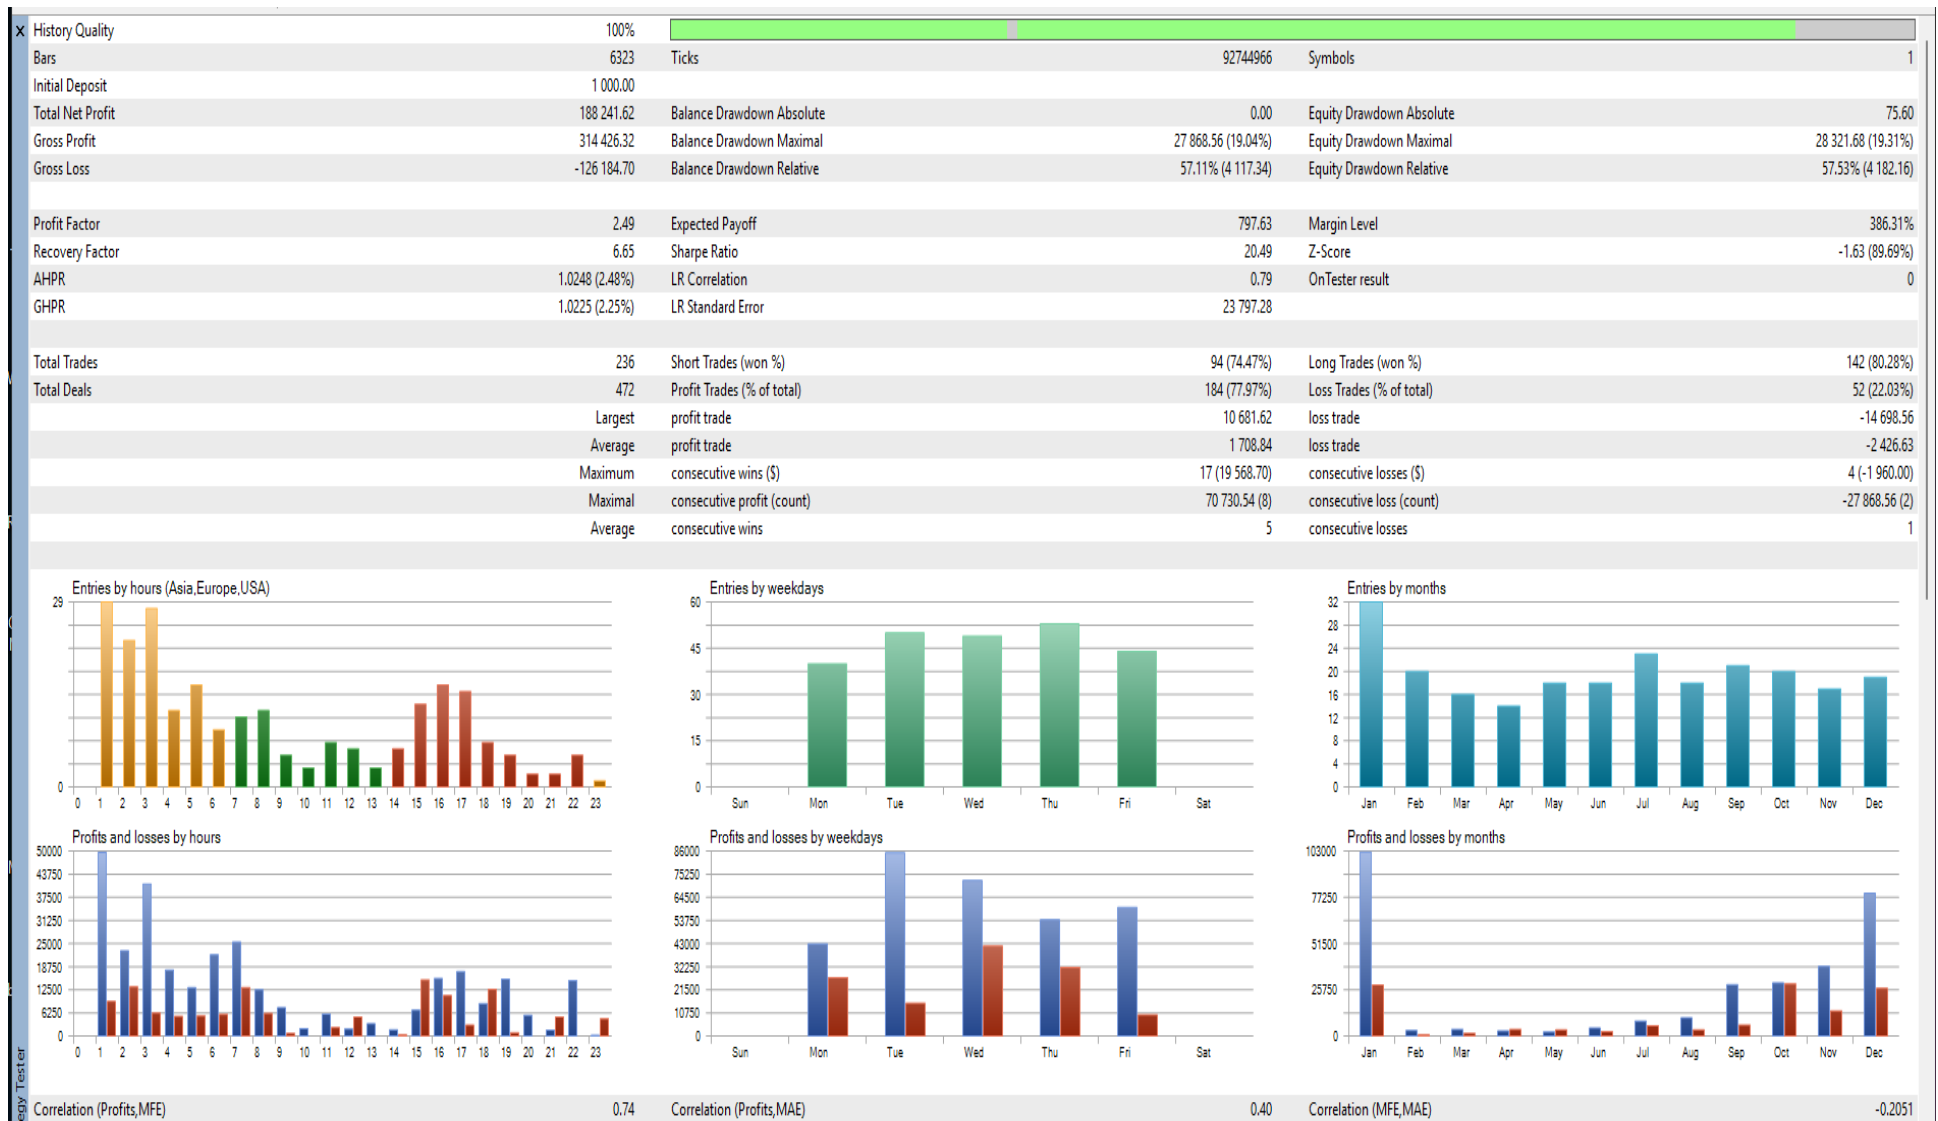 X History Quality 100%
Bars 6323 Ticks 92744966 Symbols 1
Initial Deposit 1 000.00
Total Net Profit 188 241.62 Balance Drawdown Absolute 0.00 Equity Drawdown Absolute 75.60
Gross Profit 314 426.32 Balance Drawdown Maximal 27 868.56 (19.04%) Equity Drawdown Maximal 28 321.68 (19.31%)
Gross Loss -126 184.70 Balance Drawdown Relative 57.11% (4 117.34) Equity Drawdown Relative 57.53% (4 182.16)
Profit Factor 2.49 Expected Payoff 797.63 Margin Level 386.31%
Recovery Factor 6.65 Sharpe Ratio 20.49 Z-Score -1.63 (89.69%)
AHPR 1.0248 (2.48%) LR Correlation 0.79 OnTester result 0
GHPR 1.0225 (2.25%) LR Standard Error 23 797.28
Total Trades 236 Short Trades (won %) 94 (74.47%) Long Trades (won %) 142 (80.28%)
Total Deals 472 Profit Trades (% of total) 184 (77.97%) Loss Trades (% of total) 52 (22.03%)
Largest profit trade 10 681.62 loss trade -14 698.56
Average profit trade 1 708.84 loss trade -2 426.63
Maximum consecutive wins ($) 17 (19 568.70) consecutive losses ($) 4 (-1 960.00)
Maximal consecutive profit (count) 70 730.54 (8) consecutive loss (count) -27 868.56 (2)
Average consecutive wins 5 consecutive losses 1
Entries by hours (Asia,Europe,USA)
29
0
0 1 2 3 4 5 6 7 8 9 10 11 12 13 14 15 16 17 18 19 20 21 22 23
Entries by weekdays
60
45
30
15
0
Sun Mon Tue Wed Thu Fri Sat
Entries by months
32
28
24
20
16
12
8
4
0
Jan Feb Mar Apr May Jun Jul Aug Sep Oct Nov Dec
Profits and losses by hours
50000
43750
37500
31250
25000
18750
12500
6250
0
0 1 2 3 4 5 6 7 8 9 10 11 12 13 14 15 16 17 18 19 20 21 22 23
Profits and losses by weekdays
86000
75250
64500
53750
43000
32250
21500
10750
0
Sun Mon Tue Wed Thu Fri Sat
Profits and losses by months
103000
77250
51500
25750
0
Jan Feb Mar Apr May Jun Jul Aug Sep Oct Nov Dec
Correlation (Profits,MFE) 0.74 Correlation (Profits,MAE) 0.40 Correlation (MFE,MAE) -0.2051
egy Tester